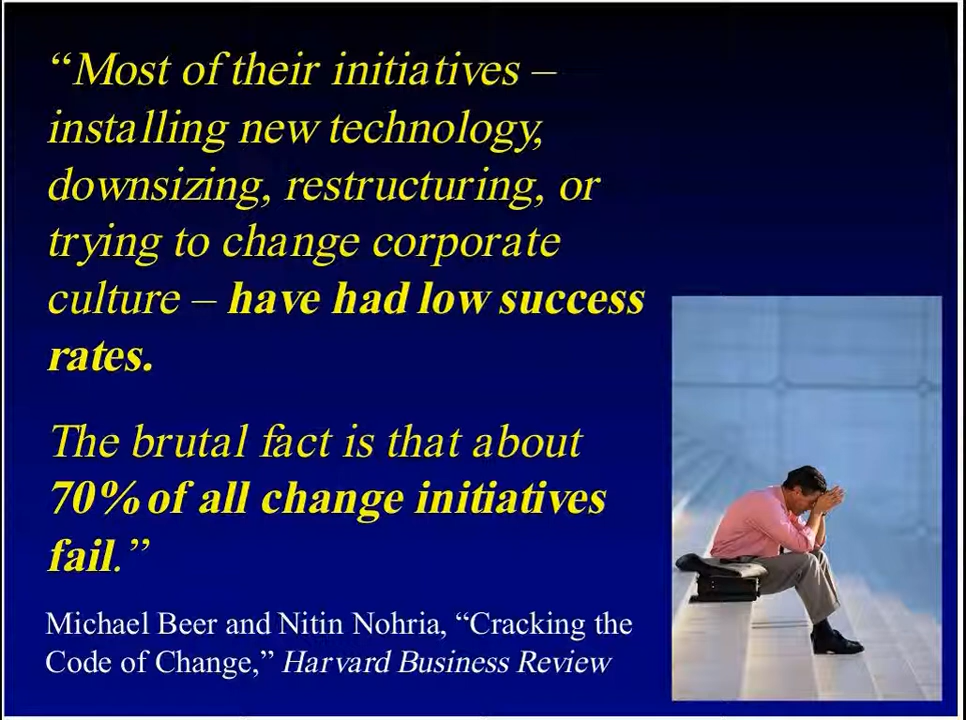 “Most of their initiatives –
installing new technology,
downsizing, restructuring, or
trying to change corporate
culture – have had low success
rates.
The brutal fact is that about
70% of all change initiatives
fail.”
Michael Beer and Nitin Nohria, “Cracking the
Code of Change,” Harvard Business Review